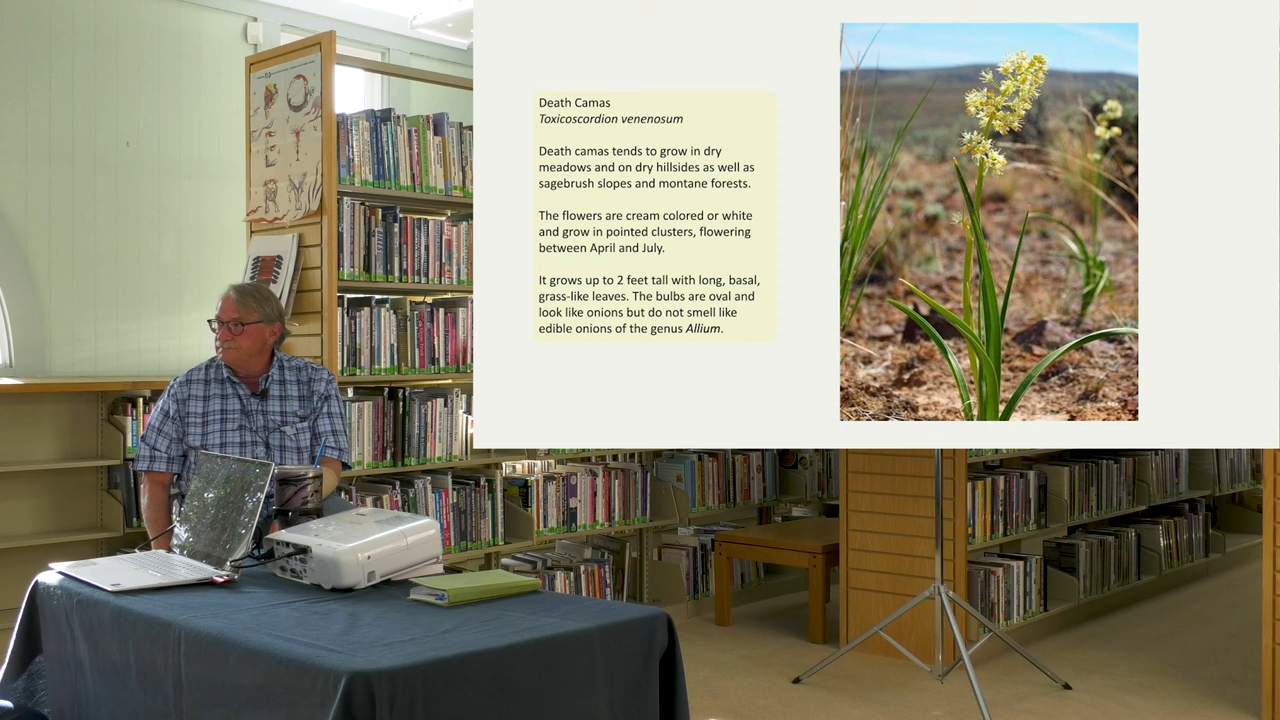 Death Camas
Toxicoscordion venenosum
Death camas tends to grow in dry
meadows and on dry hillsides as well as
sagebrush slopes and montane forests.
The flowers are cream colored or white
and grow in pointed clusters, flowering
between April and July.
It grows up to 2 feet tall with long, basal,
grass-like leaves. The bulbs are oval and
look like onions but do not smell like
edible onions of the genus Allium.